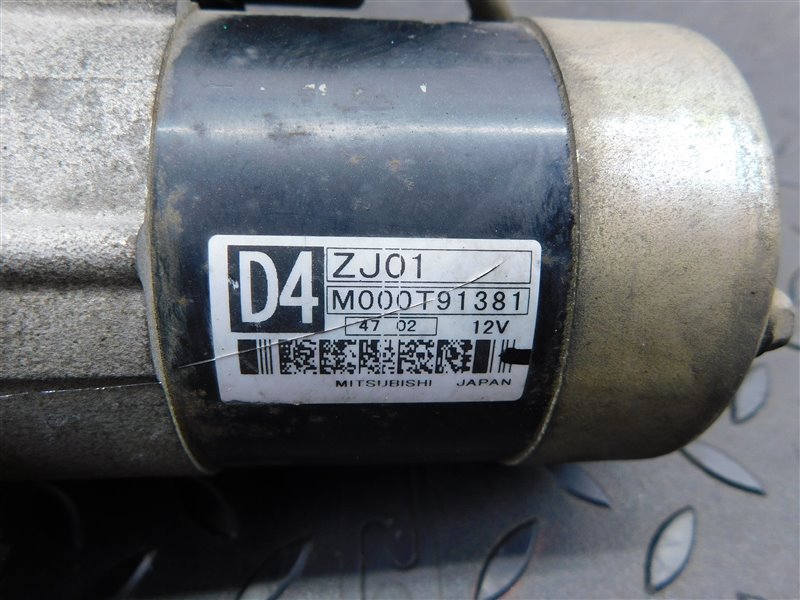 D4
ZJ01
M000T91381
47 02 12V
MITSUBISHI JAPAN